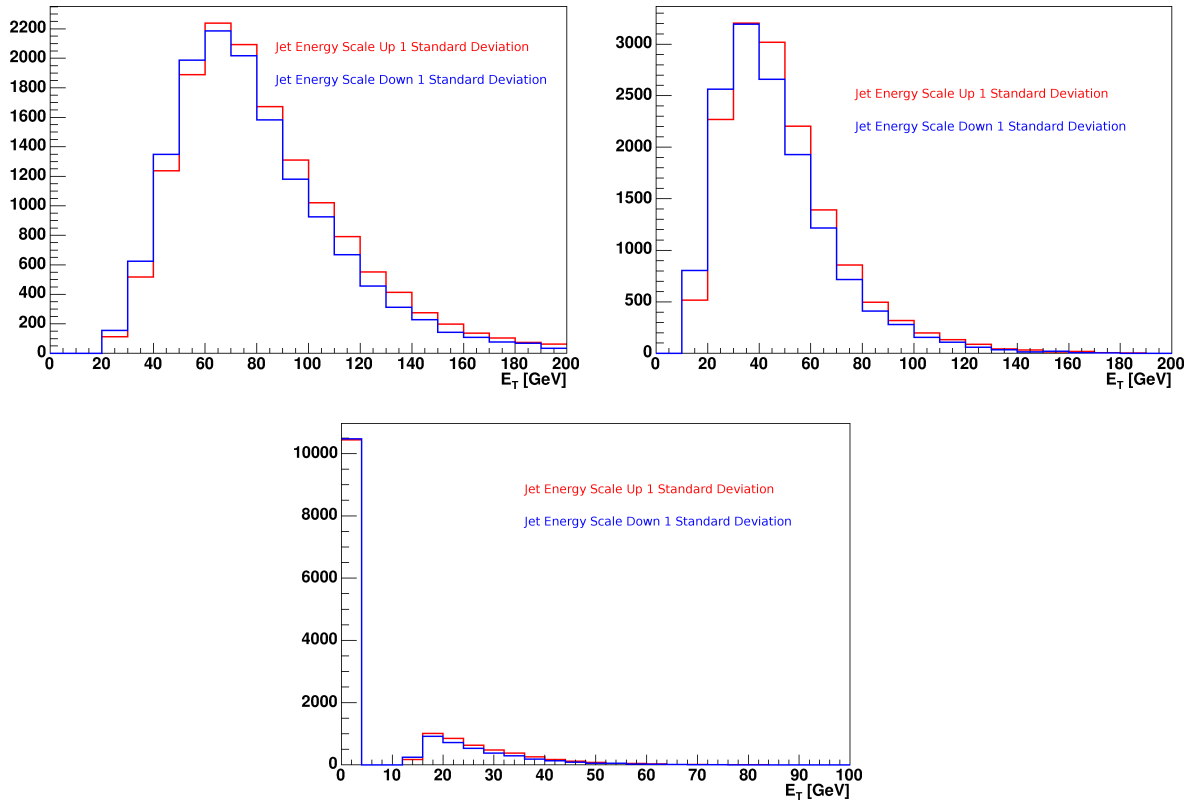 2200
2000
1800
1600
1400
1200
1000
800
600
400
200
0
Jet Energy Scale Up 1 Standard Deviation
Jet Energy Scale Down 1 Standard Deviation
0 20 40 60 80 100 120 140 160 180 200
E_T [GeV]
3000
2500
2000
1500
1000
500
0
Jet Energy Scale Up 1 Standard Deviation
Jet Energy Scale Down 1 Standard Deviation
0 20 40 60 80 100 120 140 160 180 200
E_T [GeV]
10000
8000
6000
4000
2000
0
Jet Energy Scale Up 1 Standard Deviation
Jet Energy Scale Down 1 Standard Deviation
0 10 20 30 40 50 60 70 80 90 100
E_T [GeV]